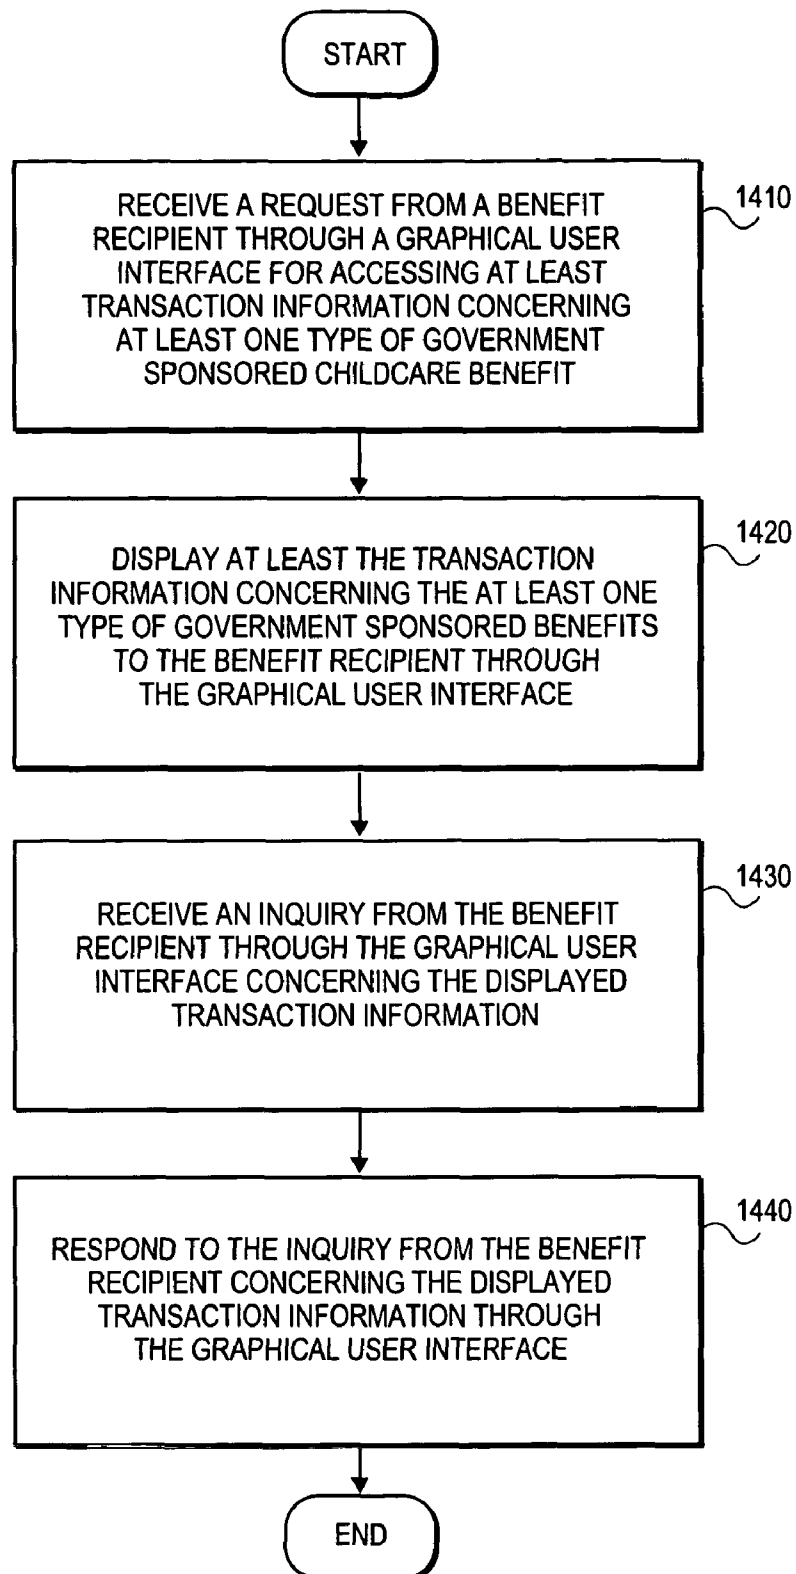 START
1410
RECEIVE A REQUEST FROM A BENEFIT
RECIPIENT THROUGH A GRAPHICAL USER
INTERFACE FOR ACCESSING AT LEAST
TRANSACTION INFORMATION CONCERNING
AT LEAST ONE TYPE OF GOVERNMENT
SPONSORED CHILDCARE BENEFIT
1420
DISPLAY AT LEAST THE TRANSACTION
INFORMATION CONCERNING THE AT LEAST ONE
TYPE OF GOVERNMENT SPONSORED BENEFITS
TO THE BENEFIT RECIPIENT THROUGH
THE GRAPHICAL USER INTERFACE
1430
RECEIVE AN INQUIRY FROM THE BENEFIT
RECIPIENT THROUGH THE GRAPHICAL USER
INTERFACE CONCERNING THE DISPLAYED
TRANSACTION INFORMATION
1440
RESPOND TO THE INQUIRY FROM THE BENEFIT
RECIPIENT CONCERNING THE DISPLAYED
TRANSACTION INFORMATION THROUGH
THE GRAPHICAL USER INTERFACE
END